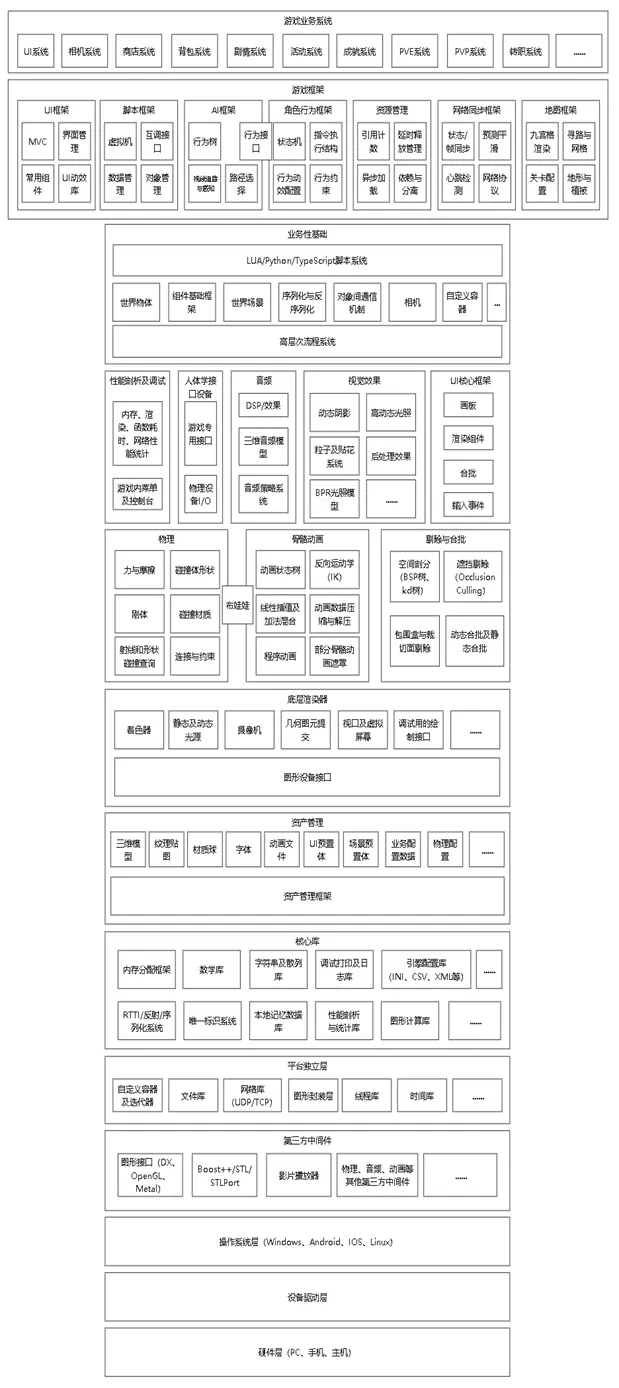 游戏业务系统
UI系统
相机系统
商店系统
背包系统
剧情系统
活动系统
成就系统
PVE系统
PVP系统
转职系统
......
游戏框架
UI框架
MVC
界面管
理
常用组
件
UI动效
库
脚本框架
虚拟机
互调接
口
数据管
理
对象管
理
AI框架
行为树
行为接
口
视线追踪
与感知
路径选
择
角色行为框架
状态机
指令执
行结构
行为动
效配置
行为约
束
资源管理
引用计
数
延时释
放管理
异步加
载
依赖与
分离
网络同步框架
状态/
帧同步
预测平
滑
心跳检
测
网络协
议
地图框架
九宫格
渲染
寻路与
网格
关卡配
置
地形与
植被
业务性基础
LUA/Python/TypeScript脚本系统
世界物体
组件基础框
架
世界场景
序列化与反
序列化
对象间通信
机制
相机
自定义容
器
...
高层次流程系统
性能剖析及调试
内存、渲
染、函数耗
时、网络性
能统计
游戏内菜单
及控制台
人体学接
口设备
游戏专
用接口
物理设
备I/O
音频
DSP/效果
三维音频模
型
音频策略系
统
视觉效果
动态阴影
高动态光照
粒子及贴花
系统
后处理效果
BPR光照模
型
......
UI核心框架
画板
渲染组件
合批
输入事件
物理
力与摩擦
碰撞体形状
刚体
碰撞材质
射线和形状
碰撞查询
连接与约束
布娃娃
骨骼动画
动画状态树
反向运动学
(IK)
线性插值及
加法混合
动画数据压
缩与解压
程序动画
部分骨骼动
画遮罩
剔除与合批
空间剖分
(BSP树、
kd树)
遮挡剔除
(Occlusion
Culling)
包围盒与裁
切面剔除
动态合批及静
态合批
底层渲染器
着色器
静态及动态
光源
摄像机
几何图元提
交
视口及虚拟
屏幕
调试用的绘
制接口
......
图形设备接口
资产管理
三维模
型
纹理贴
图
材质球
字体
动画文
件
UI预置
体
场景预
置体
业务配
置数据
物理配
置
......
资产管理框架
核心库
内存分配框架
数学库
字符串及散列
库
调试打印及日
志库
引擎配置库
(INI、CSV、XML等)
......
RTTI/反射/序
列化系统
唯一标识系统
本地记忆数据
库
性能剖析
与统计库
图形计算库
......
平台独立层
自定义容器
及迭代器
文件库
网络库
(UDP/TCP)
图形封装层
线程库
时间库
......
第三方中间件
图形接口（DX、
OpenGL、
Metal）
Boost++/STL/
STLPort
影片播放器
物理、音频、动画等
其他第三方中间件
......
操作系统层（Windows、Android、IOS、Linux）
设备驱动层
硬件层（PC、手机、主机）